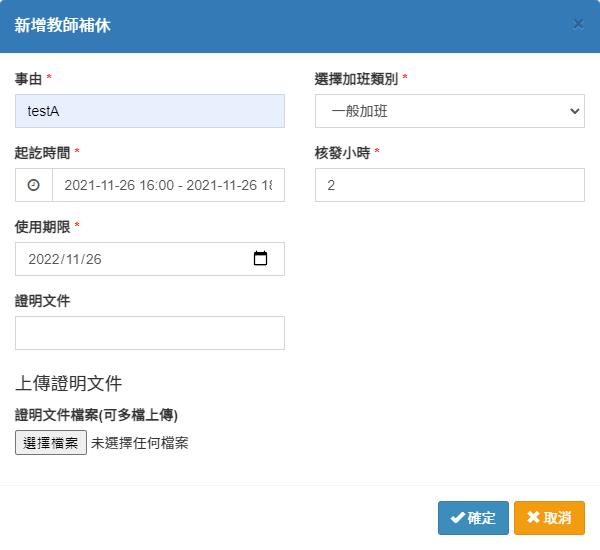 新增教師補休 ×
事由 *
testA
選擇加班類別 *
一般加班
起訖時間 *
2021-11-26 16:00 - 2021-11-26 18
核發小時 *
2
使用期限 *
2022/11/26
證明文件
上傳證明文件
證明文件檔案(可多檔上傳)
選擇檔案 未選擇任何檔案
確定 取消